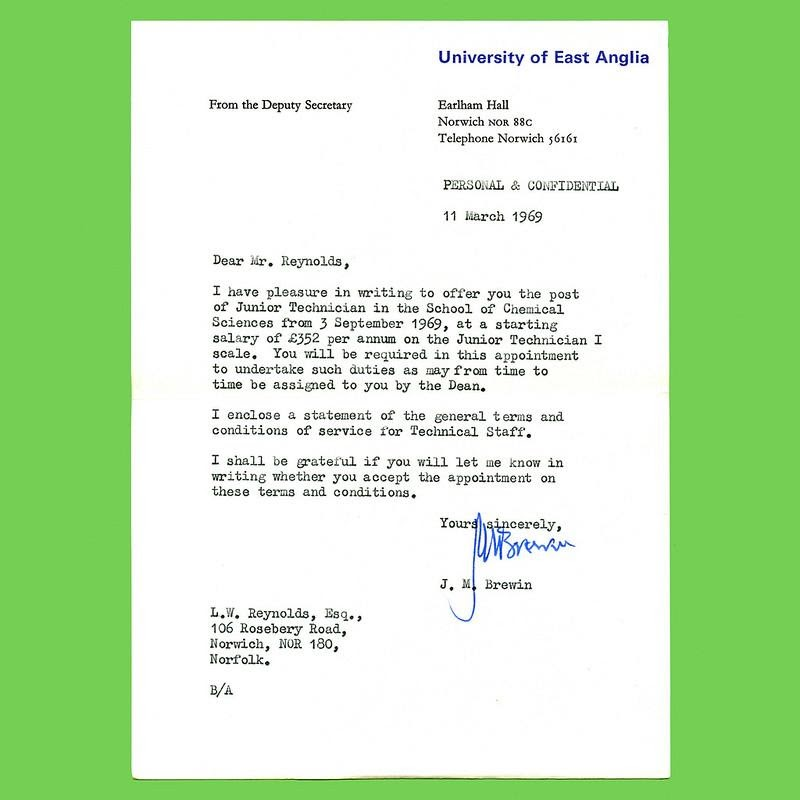 University of East Anglia
From the Deputy Secretary
Earlham Hall
Norwich NOR 88C
Telephone Norwich 56161
PERSONAL & CONFIDENTIAL
11 March 1969
Dear Mr. Reynolds,
I have pleasure in writing to offer you the post
of Junior Technician in the School of Chemical
Sciences from 3 September 1969, at a starting
salary of £352 per annum on the Junior Technician I
scale. You will be required in this appointment
to undertake such duties as may from time to
time be assigned to you by the Dean.
I enclose a statement of the general terms and
conditions of service for Technical Staff.
I shall be grateful if you will let me know in
writing whether you accept the appointment on
these terms and conditions.
Yours sincerely,
JMBrewin
J. M. Brewin
L.W. Reynolds, Esq.,
106 Rosebery Road,
Norwich, NOR 180,
Norfolk.
B/A